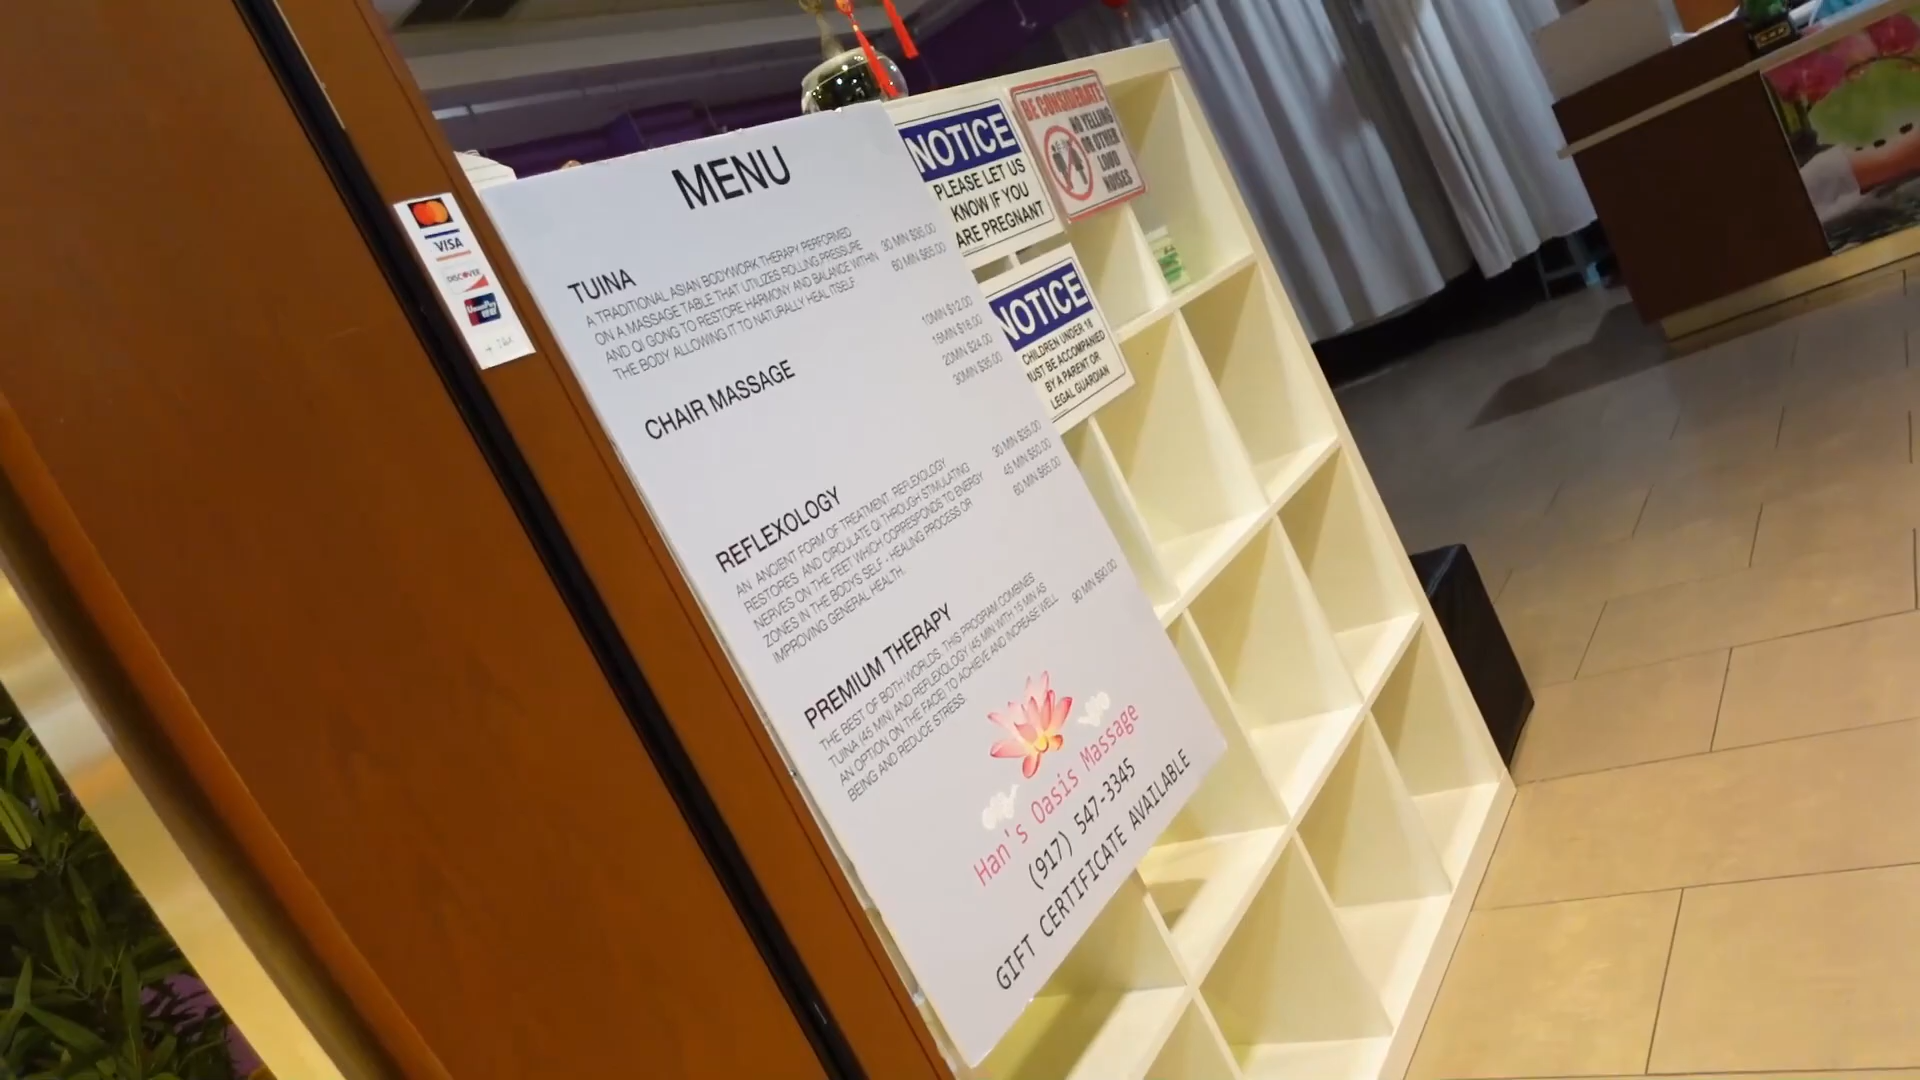 MENU
TUINA
A TRADITIONAL ASIAN BODYWORK THERAPY PERFORMED
ON A MASSAGE TABLE THAT UTILIZES ROLLING PRESSURE
AND QI GONG TO RESTORE HARMONY AND BALANCE WITHIN
THE BODY ALLOWING IT TO NATURALLY HEAL ITSELF
30 MIN $35.00
60 MIN $65.00
CHAIR MASSAGE
10MIN $12.00
15MIN $18.00
20MIN $24.00
30MIN $35.00
REFLEXOLOGY
AN ANCIENT FORM OF TREATMENT, REFLEXOLOGY
RESTORES AND CIRCULATE QI THROUGH STIMULATING
NERVES ON THE FEET WHICH CORRESPONDS TO ENERGY
ZONES IN THE BODYS SELF - HEALING PROCESS OR
IMPROVING GENERAL HEALTH.
30 MIN $35.00
45 MIN $50.00
60 MIN $65.00
PREMIUM THERAPY
THE BEST OF BOTH WORLDS. THIS PROGRAM COMBINES
TUINA (45 MIN) AND REFLEXOLOGY (45 MIN WITH 15 MIN AS
AN OPTION ON THE FACE) TO ACHIEVE AND INCREASE WELL
BEING AND REDUCE STRESS.
90 MIN $90.00
Han's Oasis Massage
(917) 547-3345
GIFT CERTIFICATE AVAILABLE
VISA
DISCOVER
UnionPay
银联
NOTICE
PLEASE LET US
KNOW IF YOU
ARE PREGNANT
BE CONSIDERATE
NO YELLING
OR OTHER
LOUD
NOISES
NOTICE
CHILDREN UNDER 18
MUST BE ACCOMPANIED
BY A PARENT OR
LEGAL GUARDIAN